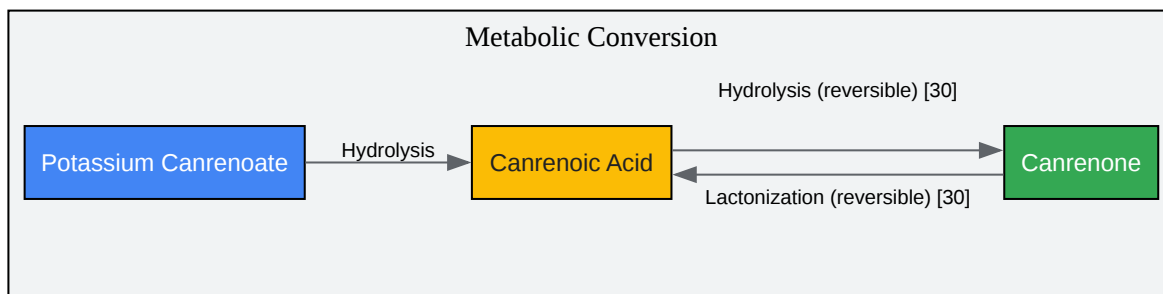 Metabolic Conversion
Hydrolysis (reversible) [30]
Potassium Canrenoate
Hydrolysis
Canrenoic Acid
Canrenone
Lactonization (reversible) [30]